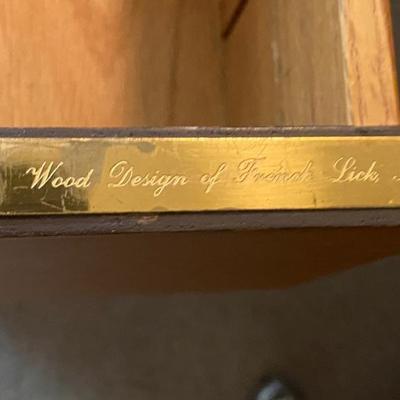 Wood Design of French Lick,